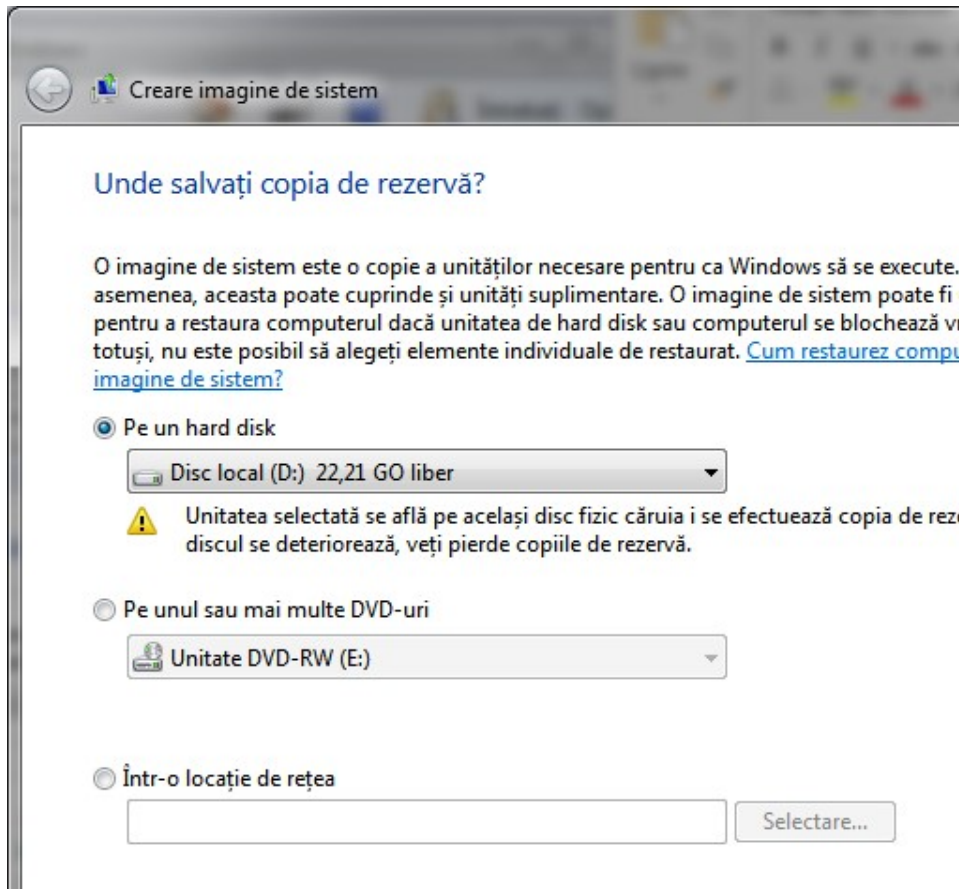 Creare imagine de sistem
Unde salvați copia de rezervă?
O imagine de sistem este o copie a unităților necesare pentru ca Windows să se execute.
asemenea, aceasta poate cuprinde și unități suplimentare. O imagine de sistem poate fi
pentru a restaura computerul dacă unitatea de hard disk sau computerul se blochează
totuși, nu este posibil să alegeți elemente individuale de restaurat. Cum restaurez
imagine de sistem?
Pe un hard disk
Disc local (D:) 22,21 GO liber
Unitatea selectată se află pe același disc fizic căruia i se efectuează copia de
discul se deteriorează, veți pierde copiile de rezervă.
Pe unul sau mai multe DVD-uri
Unitate DVD-RW (E:)
Într-o locație de rețea
Selectare...